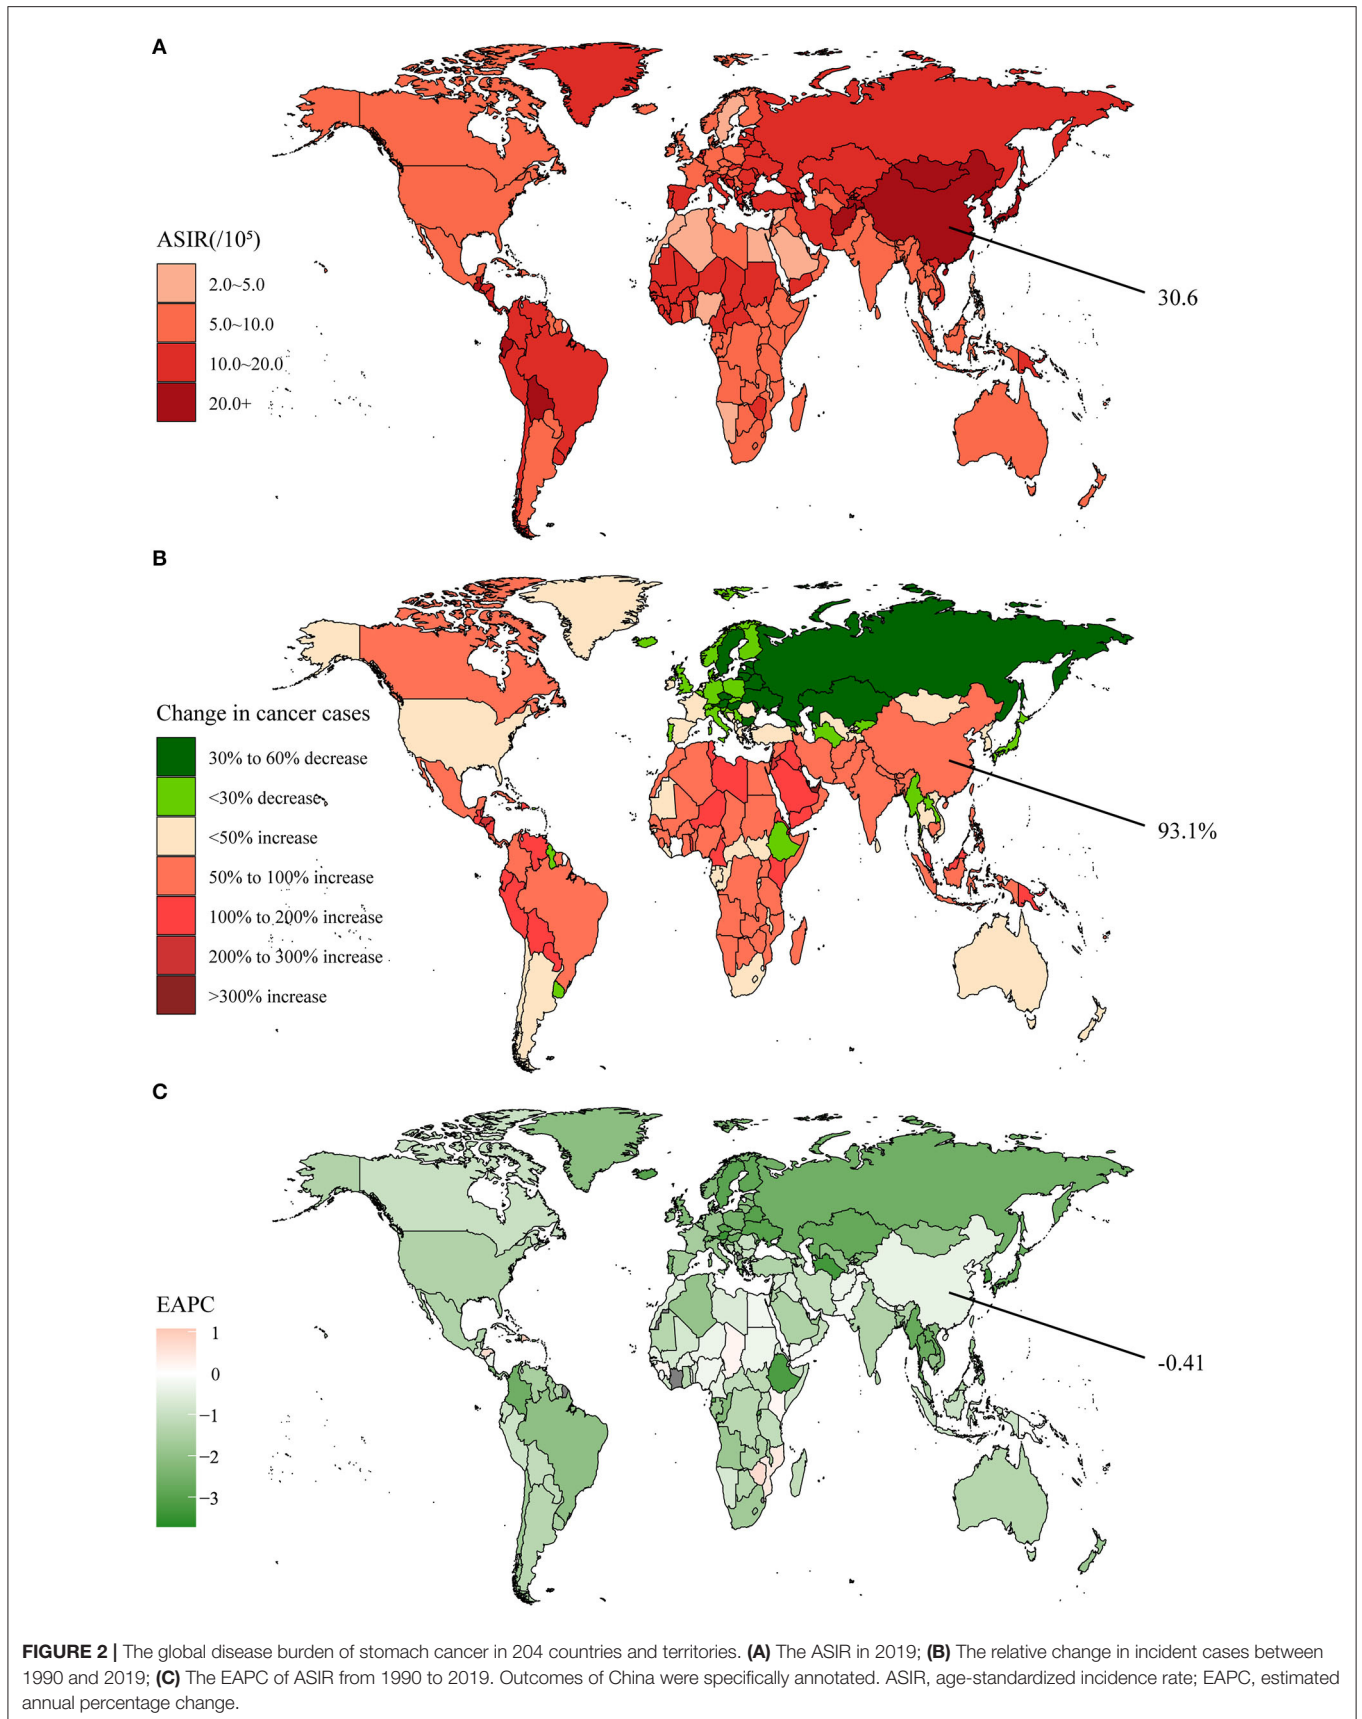 A
ASIR(/10⁵)
2.0~5.0
5.0~10.0
10.0~20.0
20.0+
30.6
B
Change in cancer cases
30% to 60% decrease
<30% decrease
<50% increase
50% to 100% increase
100% to 200% increase
200% to 300% increase
>300% increase
93.1%
C
EAPC
1
0
−1
−2
−3
-0.41
FIGURE 2 | The global disease burden of stomach cancer in 204 countries and territories. (A) The ASIR in 2019; (B) The relative change in incident cases between
1990 and 2019; (C) The EAPC of ASIR from 1990 to 2019. Outcomes of China were specifically annotated. ASIR, age-standardized incidence rate; EAPC, estimated
annual percentage change.